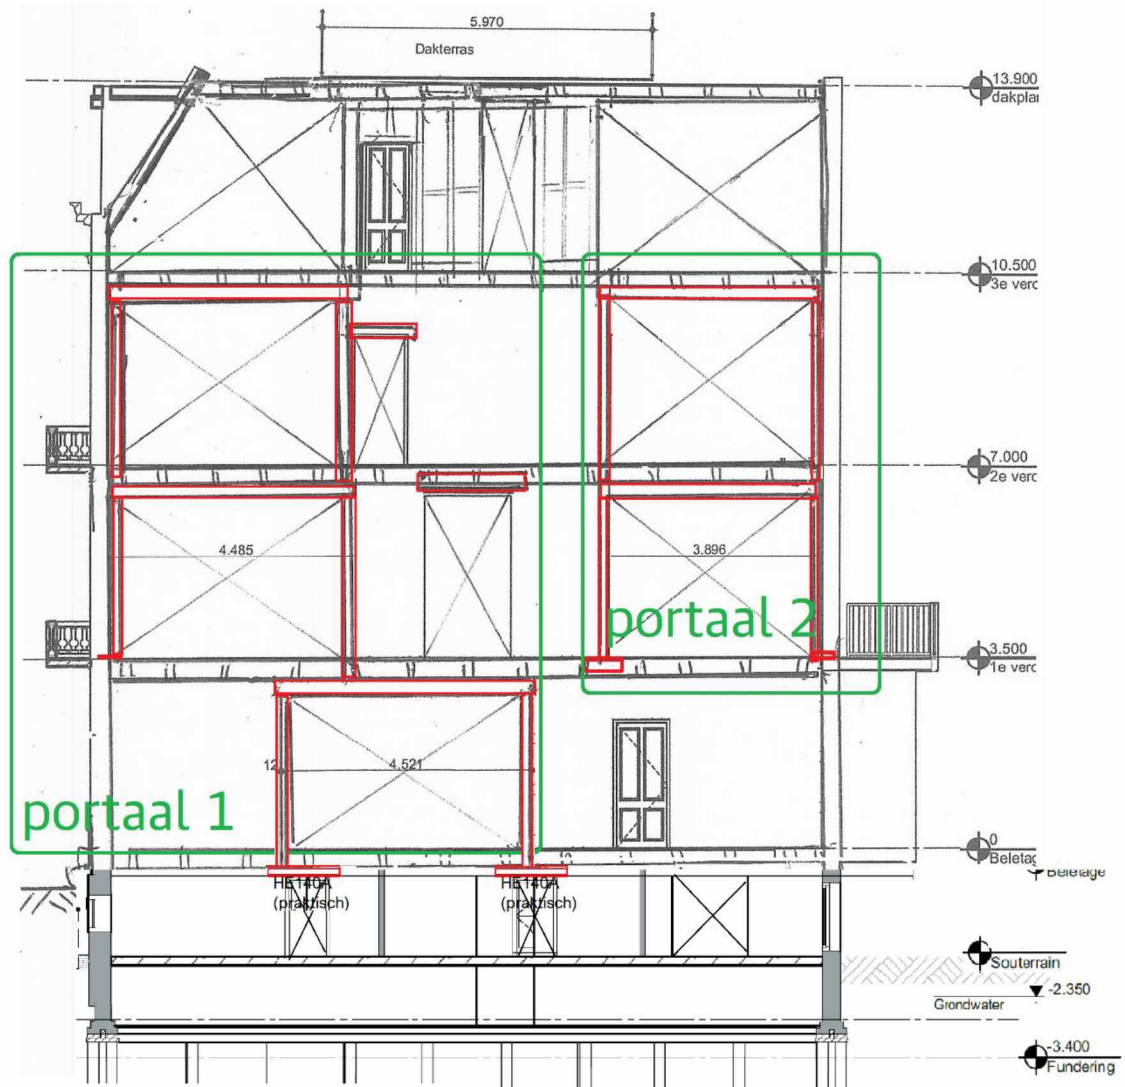 5.970
Dakterras
13.900
dakplar
10.500
3e verd
7.000
2e verd
4.485
3.896
portaal 2
3.500
1e verd
12
4.521
portaal 1
0
Beletag
Beletage
HE140A
(praktisch)
HE140A
(praktisch)
Souterrain
-2.350
Grondwater
-3.400
Fundering